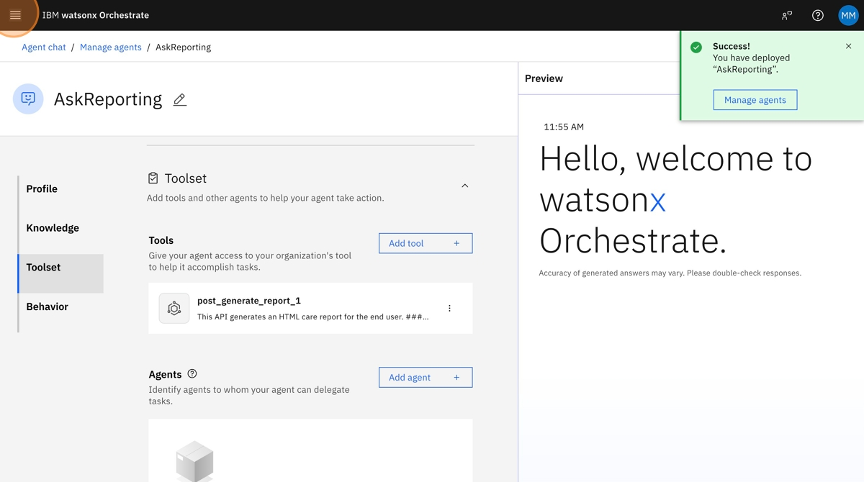 IBM watsonx Orchestrate
MM
Agent chat / Manage agents / AskReporting
Success!
You have deployed
“AskReporting”.
Manage agents
AskReporting
Preview
Profile
Knowledge
Toolset
Behavior
Toolset
Add tools and other agents to help your agent take action.
Tools
Give your agent access to your organization's tool
to help it accomplish tasks.
Add tool +
post_generate_report_1
This API generates an HTML care report for the end user. ###...
Agents
Identify agents to whom your agent can delegate
tasks.
Add agent +
11:55 AM
Hello, welcome to
watsonx
Orchestrate.
Accuracy of generated answers may vary. Please double-check responses.